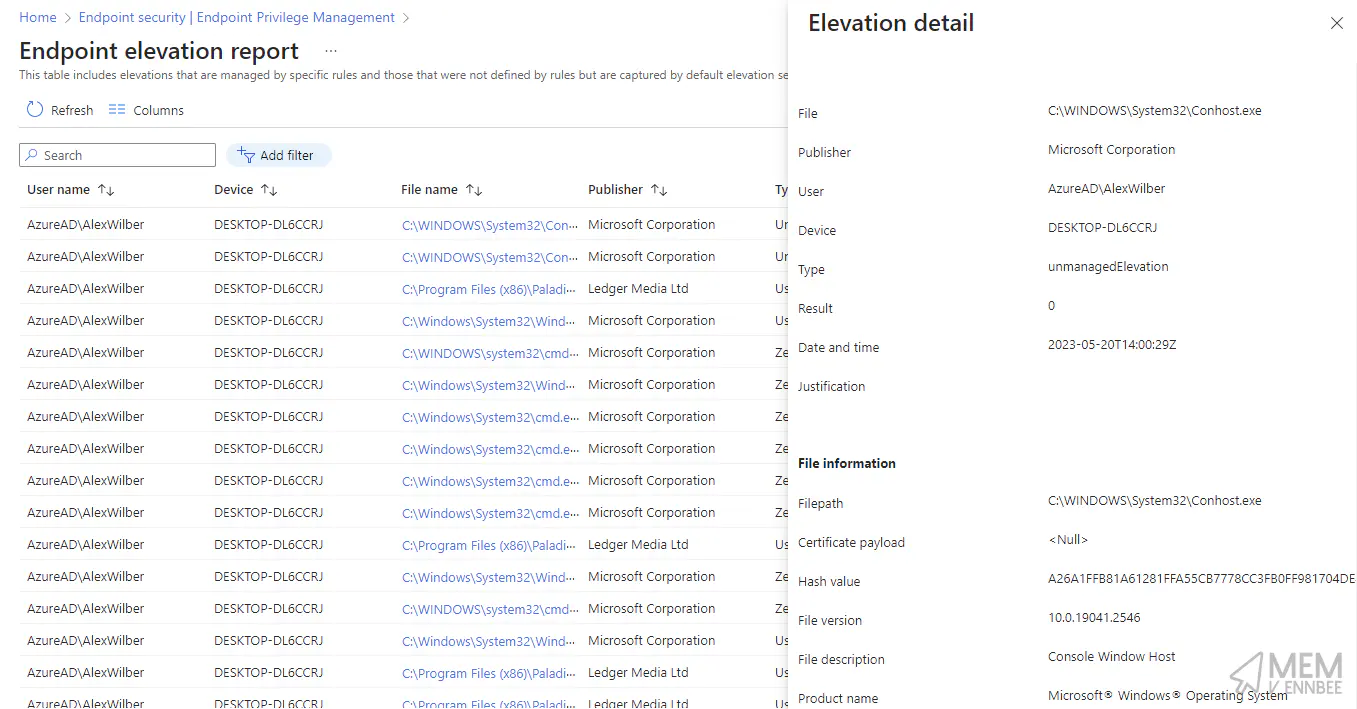 Home > Endpoint security | Endpoint Privilege Management >
Endpoint elevation report ...
This table includes elevations that are managed by specific rules and those that were not defined by rules but are captured by default elevation se
Refresh Columns
Search Add filter
User name ↑↓ Device ↑↓ File name ↑↓ Publisher ↑↓ Ty
AzureAD\AlexWilber DESKTOP-DL6CCRJ C:\WINDOWS\System32\Con... Microsoft Corporation Ur
AzureAD\AlexWilber DESKTOP-DL6CCRJ C:\WINDOWS\System32\Con... Microsoft Corporation Ur
AzureAD\AlexWilber DESKTOP-DL6CCRJ C:\Program Files (x86)\Paladi... Ledger Media Ltd Us
AzureAD\AlexWilber DESKTOP-DL6CCRJ C:\Windows\System32\Wind... Microsoft Corporation Us
AzureAD\AlexWilber DESKTOP-DL6CCRJ C:\WINDOWS\system32\cmd... Microsoft Corporation Ze
AzureAD\AlexWilber DESKTOP-DL6CCRJ C:\Windows\System32\Wind... Microsoft Corporation Ze
AzureAD\AlexWilber DESKTOP-DL6CCRJ C:\Windows\System32\cmd.e... Microsoft Corporation Ze
AzureAD\AlexWilber DESKTOP-DL6CCRJ C:\Windows\System32\cmd.e... Microsoft Corporation Ze
AzureAD\AlexWilber DESKTOP-DL6CCRJ C:\Windows\System32\cmd.e... Microsoft Corporation Ze
AzureAD\AlexWilber DESKTOP-DL6CCRJ C:\Windows\System32\cmd.e... Microsoft Corporation Ze
AzureAD\AlexWilber DESKTOP-DL6CCRJ C:\Program Files (x86)\Paladi... Ledger Media Ltd Us
AzureAD\AlexWilber DESKTOP-DL6CCRJ C:\Windows\System32\Wind... Microsoft Corporation Ze
AzureAD\AlexWilber DESKTOP-DL6CCRJ C:\WINDOWS\system32\cmd... Microsoft Corporation Ze
AzureAD\AlexWilber DESKTOP-DL6CCRJ C:\Windows\System32\Wind... Microsoft Corporation Us
AzureAD\AlexWilber DESKTOP-DL6CCRJ C:\Program Files (x86)\Paladi... Ledger Media Ltd Us
AzureAD\AlexWilber DESKTOP-DL6CCRJ C:\Program Files (x86)\Paladi... Ledger Media Ltd Us
Elevation detail
File C:\WINDOWS\System32\Conhost.exe
Publisher Microsoft Corporation
User AzureAD\AlexWilber
Device DESKTOP-DL6CCRJ
Type unmanagedElevation
Result 0
Date and time 2023-05-20T14:00:29Z
Justification
File information
Filepath C:\WINDOWS\System32\Conhost.exe
Certificate payload <Null>
Hash value A26A1FFB81A61281FFA55CB7778CC3FB0FF981704DE
File version 10.0.19041.2546
File description Console Window Host
Product name Microsoft® Windows® Operating System
MEM
VENNBEE